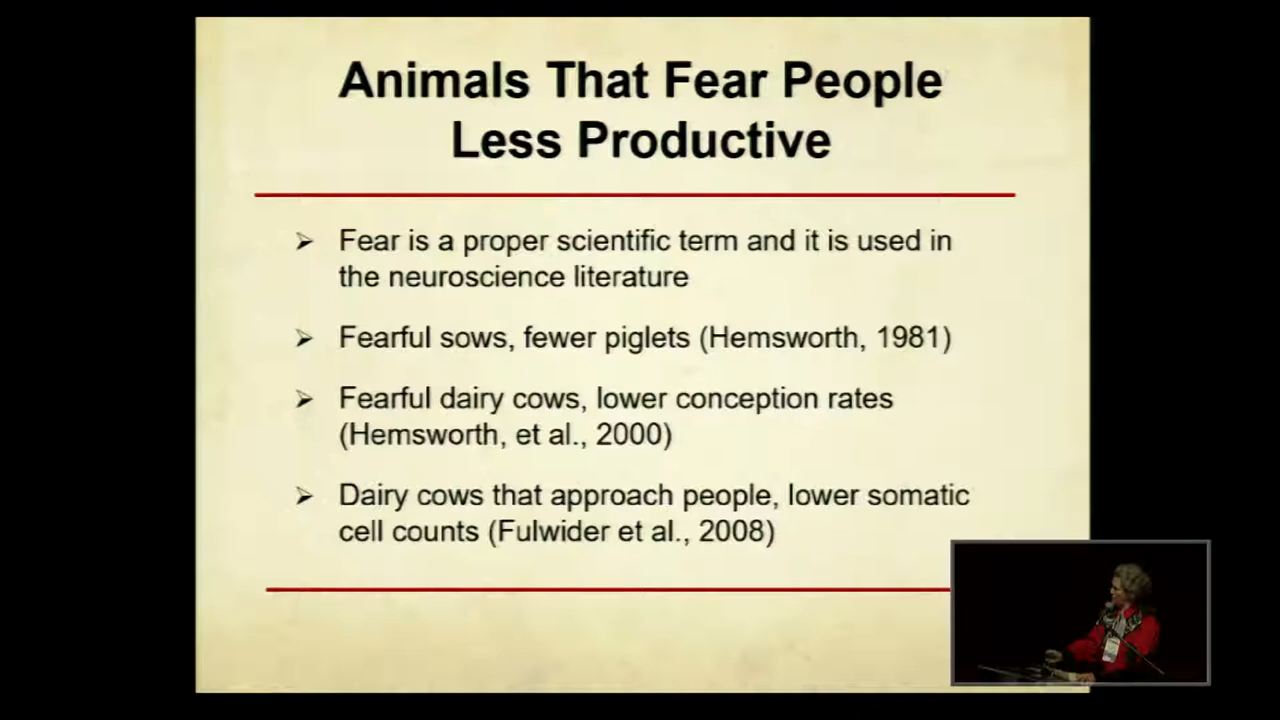 Animals That Fear People
Less Productive
➢ Fear is a proper scientific term and it is used in
the neuroscience literature
➢ Fearful sows, fewer piglets (Hemsworth, 1981)
➢ Fearful dairy cows, lower conception rates
(Hemsworth, et al., 2000)
➢ Dairy cows that approach people, lower somatic
cell counts (Fulwider et al., 2008)